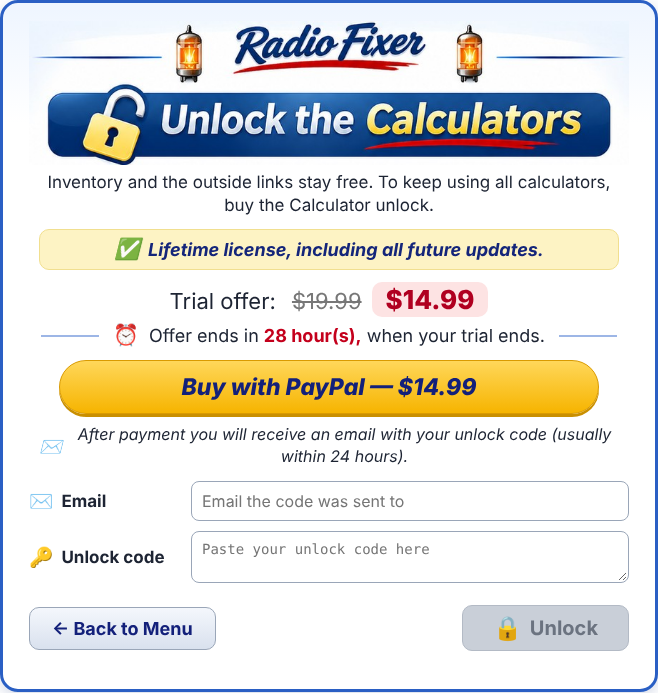 Radio Fixer
Unlock the Calculators
Inventory and the outside links stay free. To keep using all calculators,
buy the Calculator unlock.
✅ Lifetime license, including all future updates.
Trial offer: $19.99 $14.99
⏰ Offer ends in 28 hour(s), when your trial ends.
Buy with PayPal — $14.99
After payment you will receive an email with your unlock code (usually
within 24 hours).
Email
Email the code was sent to
Unlock code
Paste your unlock code here
← Back to Menu
Unlock